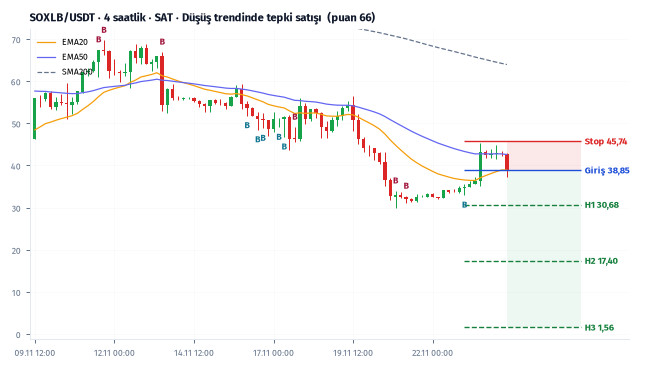 SOXLB/USDT · 4 saatlik · SAT · Düşüş trendinde tepki satışı (puan 66)
70
60
50
40
30
20
10
0
EMA20
EMA50
SMA200
B
B
B
B
B
B
B
B
B
B
B
B
Stop 45,74
Giriş 38,85
H1 30,68
H2 17,40
H3 1,56
09.11 12:00
12.11 00:00
14.11 12:00
17.11 00:00
19.11 12:00
22.11 00:00